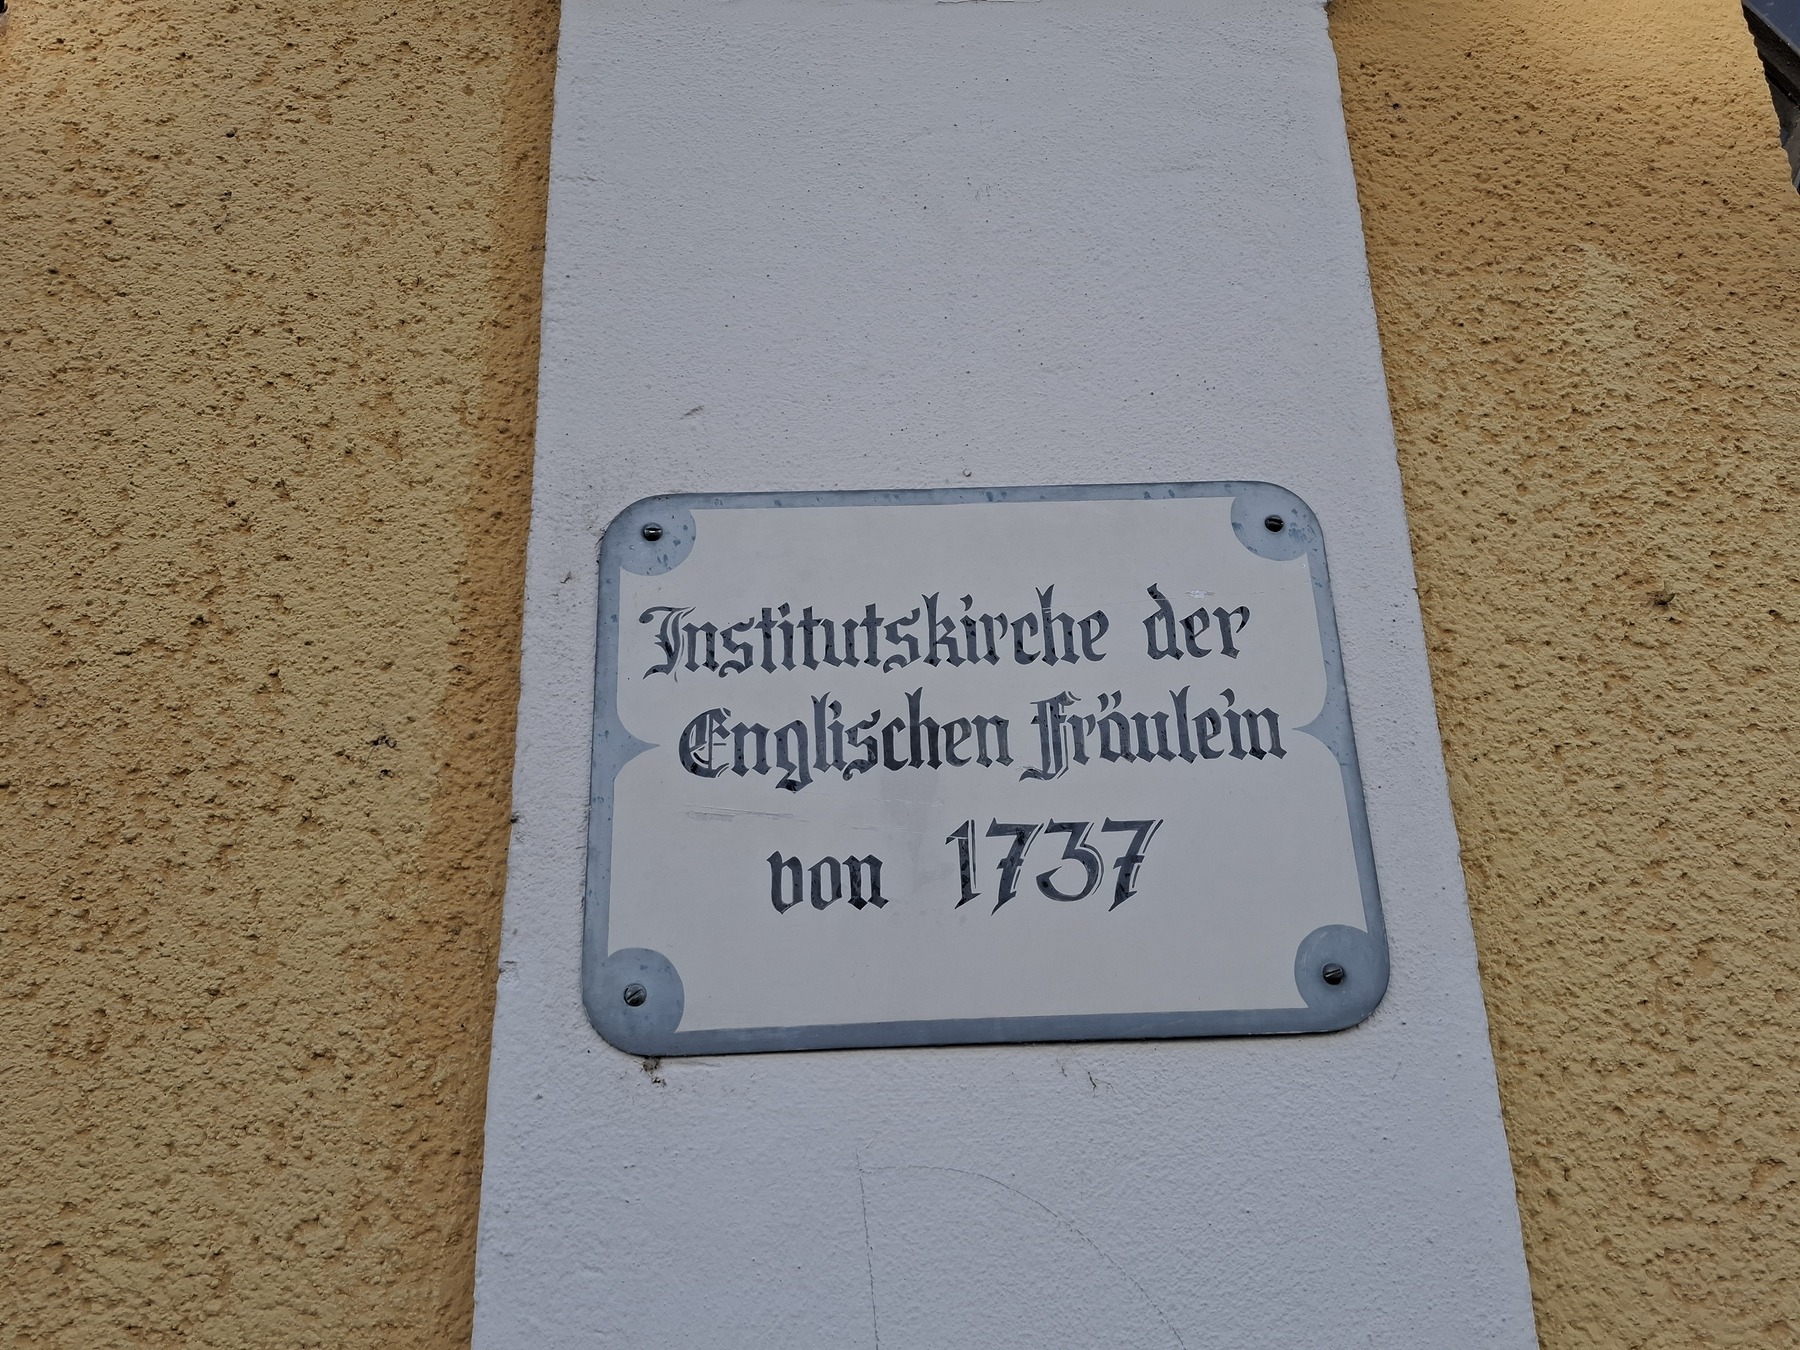 Institutskirche der
Englischen Fräulein
von 1737